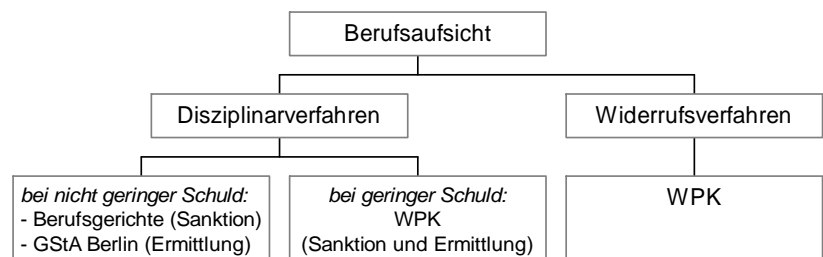 Berufsaufsicht
Disziplinarverfahren
Widerrufsverfahren
bei nicht geringer Schuld:
- Berufsgerichte (Sanktion)
- GStA Berlin (Ermittlung)
bei geringer Schuld:
WPK
(Sanktion und Ermittlung)
WPK